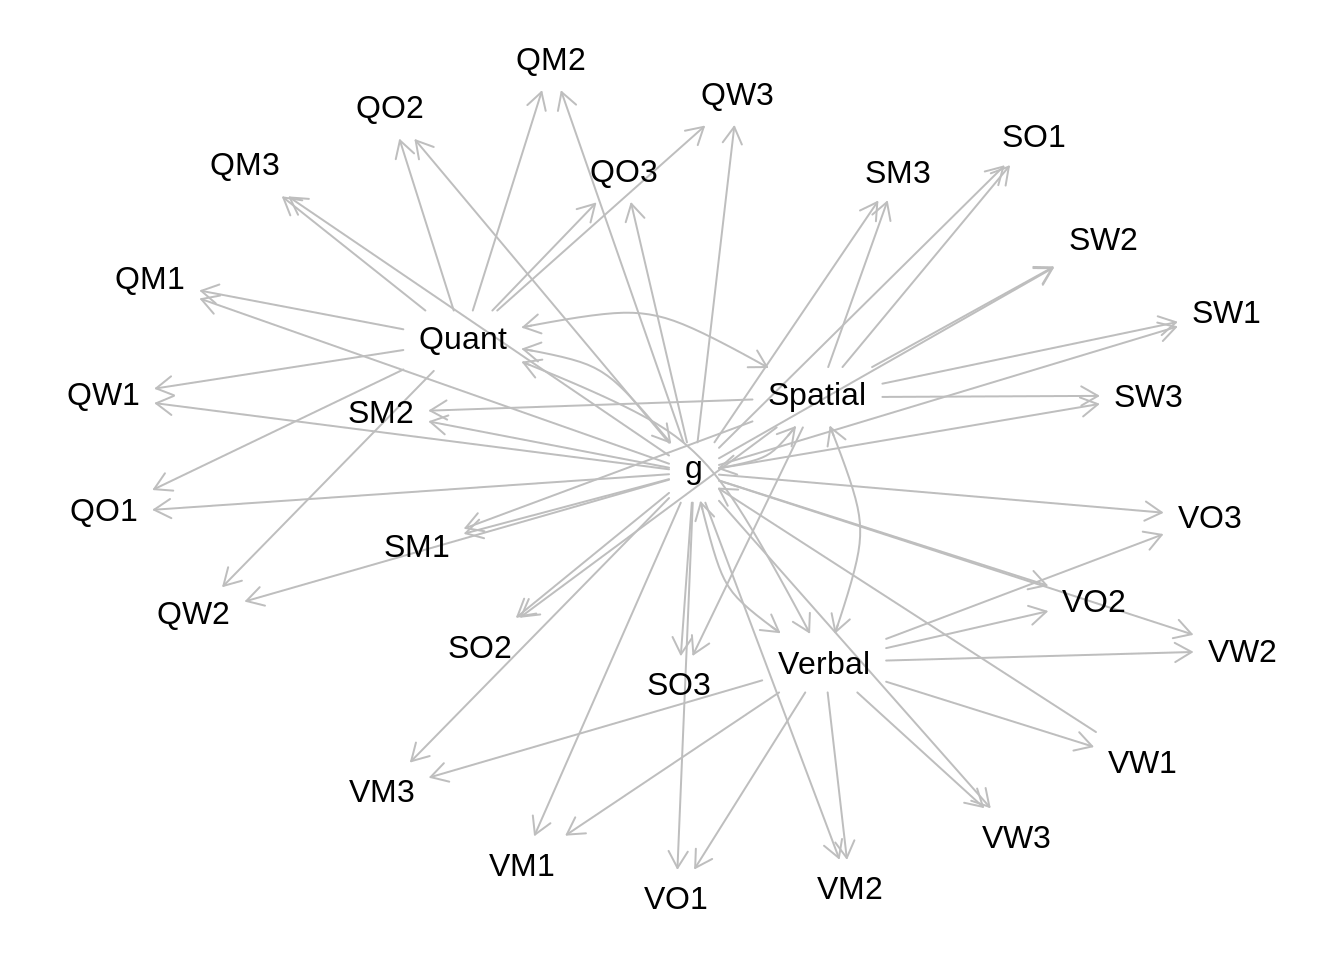 QM2
QW3
QO2
SO1
QM3
QO3
SM3
SW2
QM1
SW1
Quant
QW1
SM2
Spatial
SW3
g
QO1
VO3
SM1
QW2
VO2
SO2
VW2
SO3
Verbal
VW1
VM3
VW3
VM1
VO1
VM2